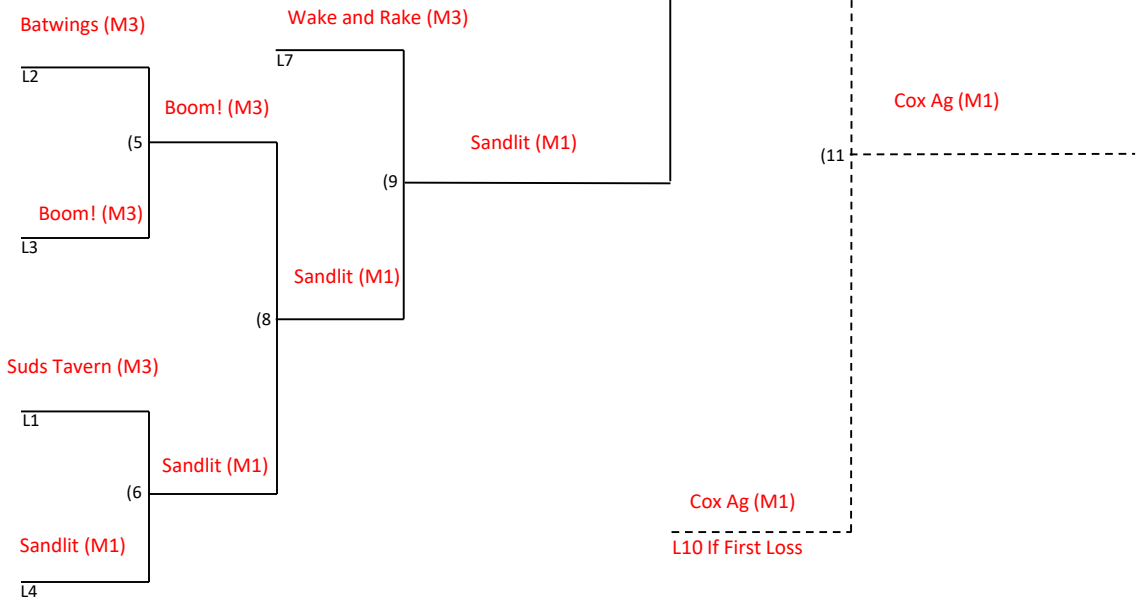 Batwings (M3)
L2
Boom! (M3)
(5
Boom! (M3)
L3
Wake and Rake (M3)
L7
Sandlit (M1)
(9
Sandlit (M1)
(8
Suds Tavern (M3)
L1
Sandlit (M1)
(6
Sandlit (M1)
L4
Cox Ag (M1)
(11
Cox Ag (M1)
L10 If First Loss